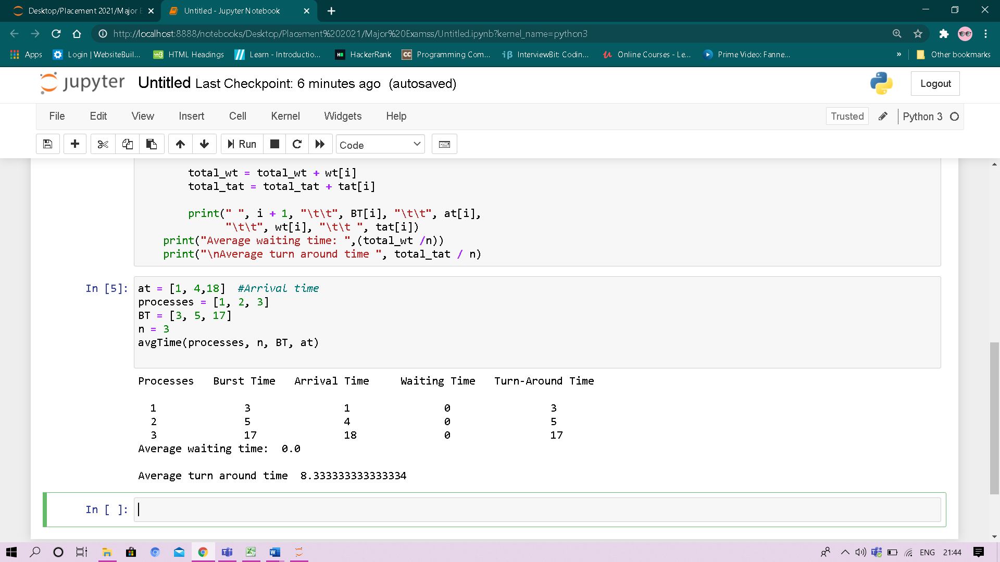 Desktop/Placement 2021/Major E
Untitled - Jupyter Notebook
http://localhost:8888/notebooks/Desktop/Placement%202021/Major%20Examss/Untitled.ipynb?kernel_name=python3
Apps Login | WebsiteBuil... HTML Headings Learn - Introductio... HackerRank Programming Com... InterviewBit: Codin... Online Courses - Le... Prime Video: Fanne... » Other bookmarks
jupyter Untitled Last Checkpoint: 6 minutes ago (autosaved) Logout
File Edit View Insert Cell Kernel Widgets Help Trusted Python 3
Run Code
total_wt = total_wt + wt[i]
total_tat = total_tat + tat[i]
print(" ", i + 1, "\t\t", BT[i], "\t\t", at[i],
"\t\t", wt[i], "\t\t ", tat[i])
print("Average waiting time: ",(total_wt /n))
print("\nAverage turn around time ", total_tat / n)
In [5]: at = [1, 4,18]  #Arrival time
processes = [1, 2, 3]
BT = [3, 5, 17]
n = 3
avgTime(processes, n, BT, at)
Processes Burst Time Arrival Time Waiting Time Turn-Around Time
1 3 1 0 3
2 5 4 0 5
3 17 18 0 17
Average waiting time:  0.0
Average turn around time  8.333333333333334
In [ ]:
ENG 21:44